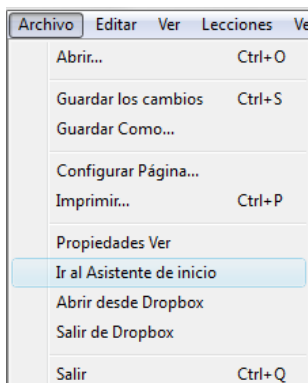 Archivo Editar Ver Lecciones Ve
Abrir... Ctrl+O
Guardar los cambios Ctrl+S
Guardar Como...
Configurar Página...
Imprimir... Ctrl+P
Propiedades Ver
Ir al Asistente de inicio
Abrir desde Dropbox
Salir de Dropbox
Salir Ctrl+Q